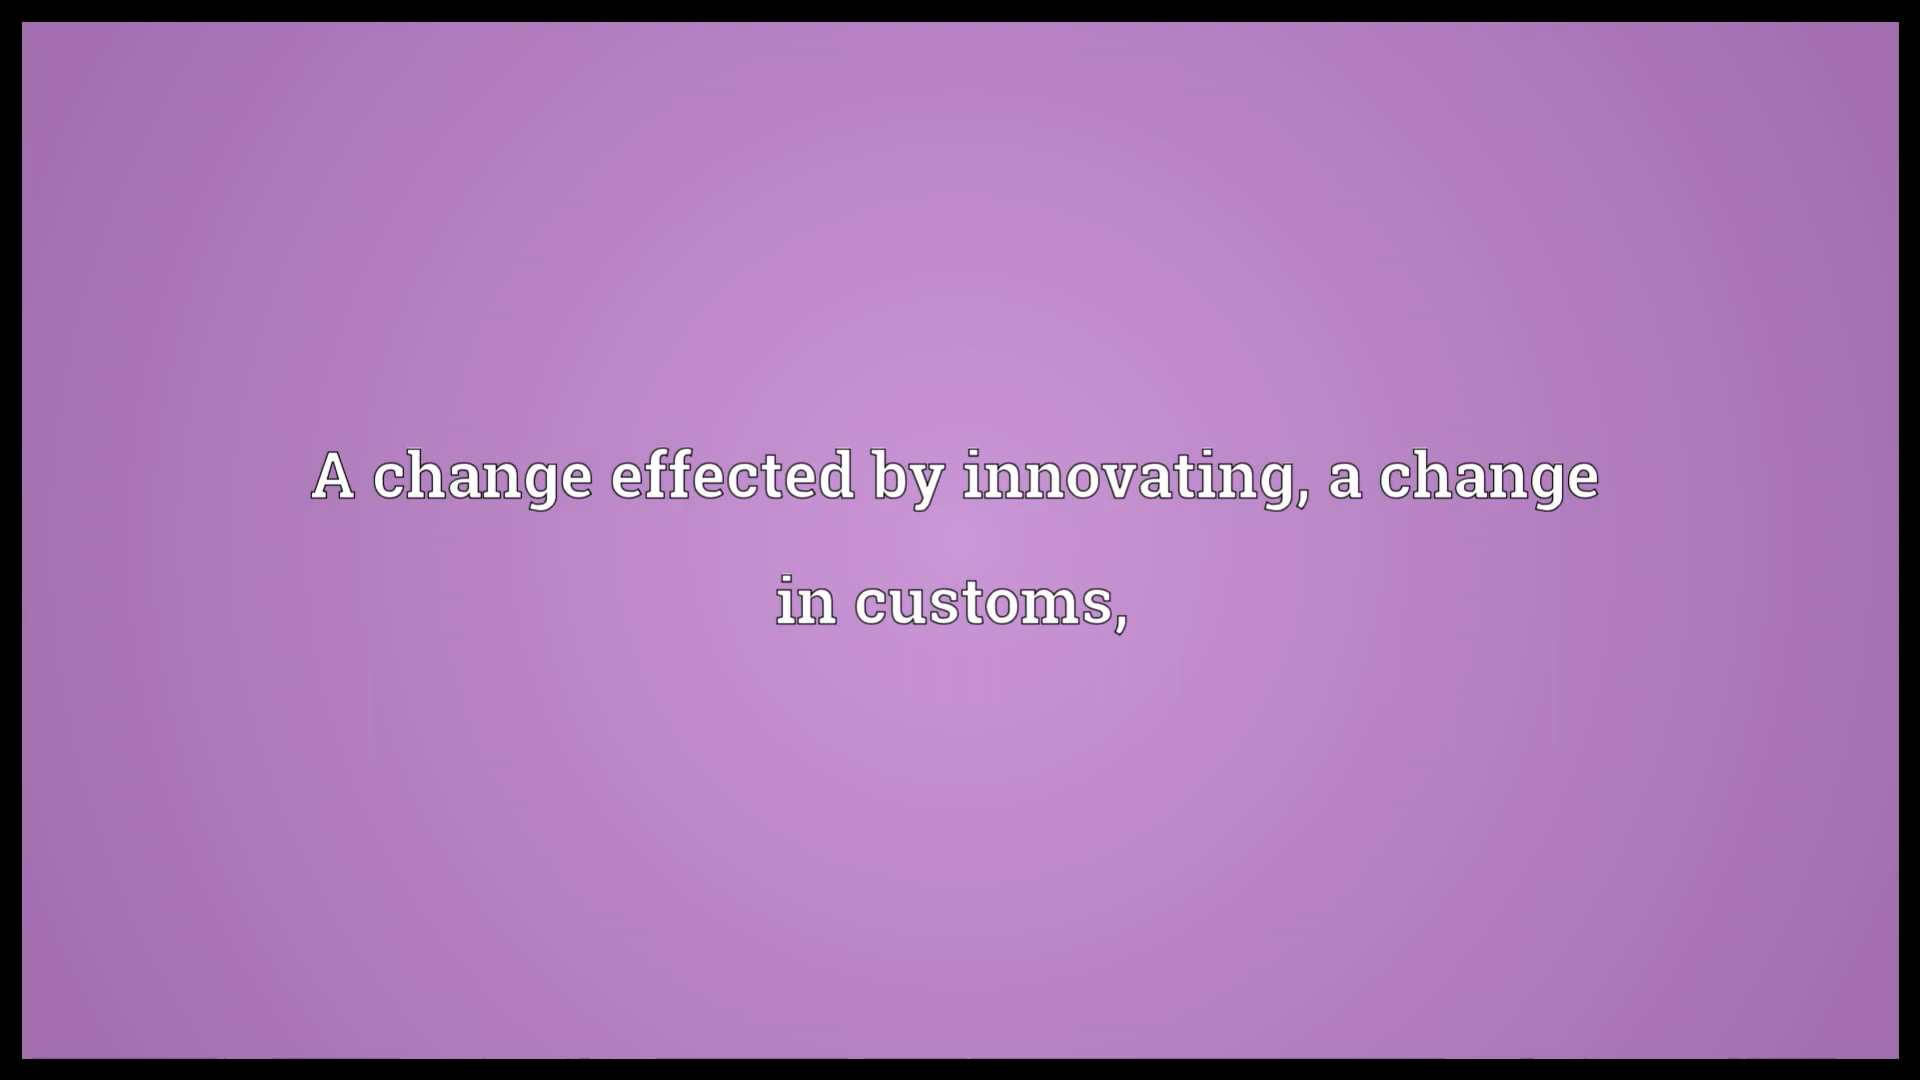 A change effected by innovating, a change
in customs,